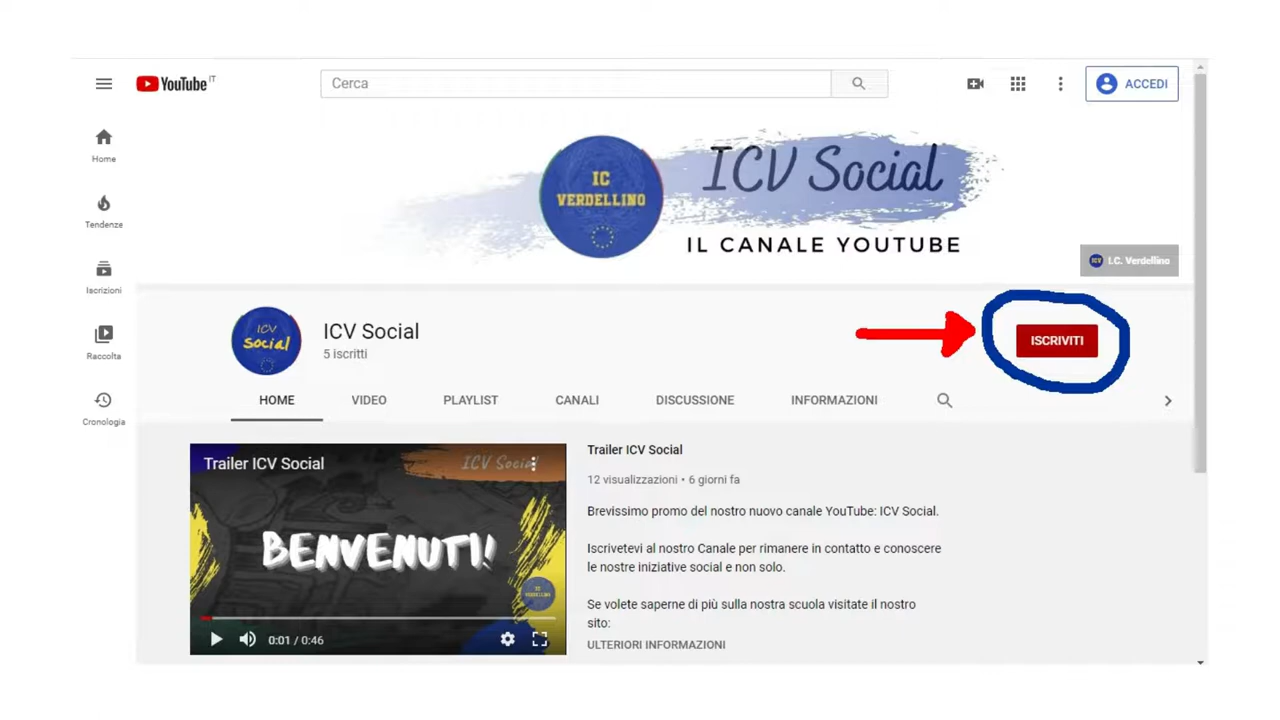 YouTube IT
Cerca
ACCEDI
Home
Tendenze
Iscrizioni
Raccolta
Cronologia
IC
VERDELLINO
ICV Social
IL CANALE YOUTUBE
ICV I.C. Verdellino
ICV
Social
ICV Social
5 iscritti
ISCRIVITI
HOME VIDEO PLAYLIST CANALI DISCUSSIONE INFORMAZIONI
Trailer ICV Social
ICV Social
BENVENUTI!
IC
VERDELLINO
0:01 / 0:46
Trailer ICV Social
12 visualizzazioni • 6 giorni fa
Brevissimo promo del nostro nuovo canale YouTube: ICV Social.
Iscrivetevi al nostro Canale per rimanere in contatto e conoscere
le nostre iniziative social e non solo.
Se volete saperne di più sulla nostra scuola visitate il nostro
sito:
ULTERIORI INFORMAZIONI